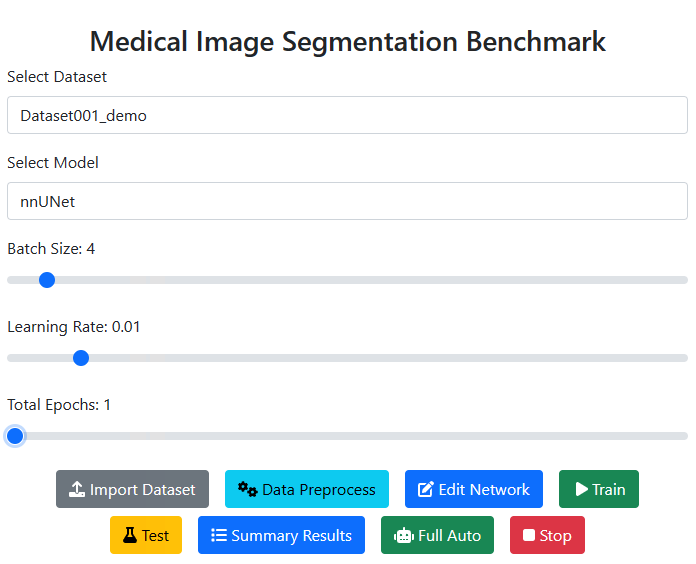 Medical Image Segmentation Benchmark
Select Dataset
Dataset001_demo
Select Model
nnUNet
Batch Size: 4
Learning Rate: 0.01
Total Epochs: 1
Import Dataset Data Preprocess Edit Network Train
Test Summary Results Full Auto Stop